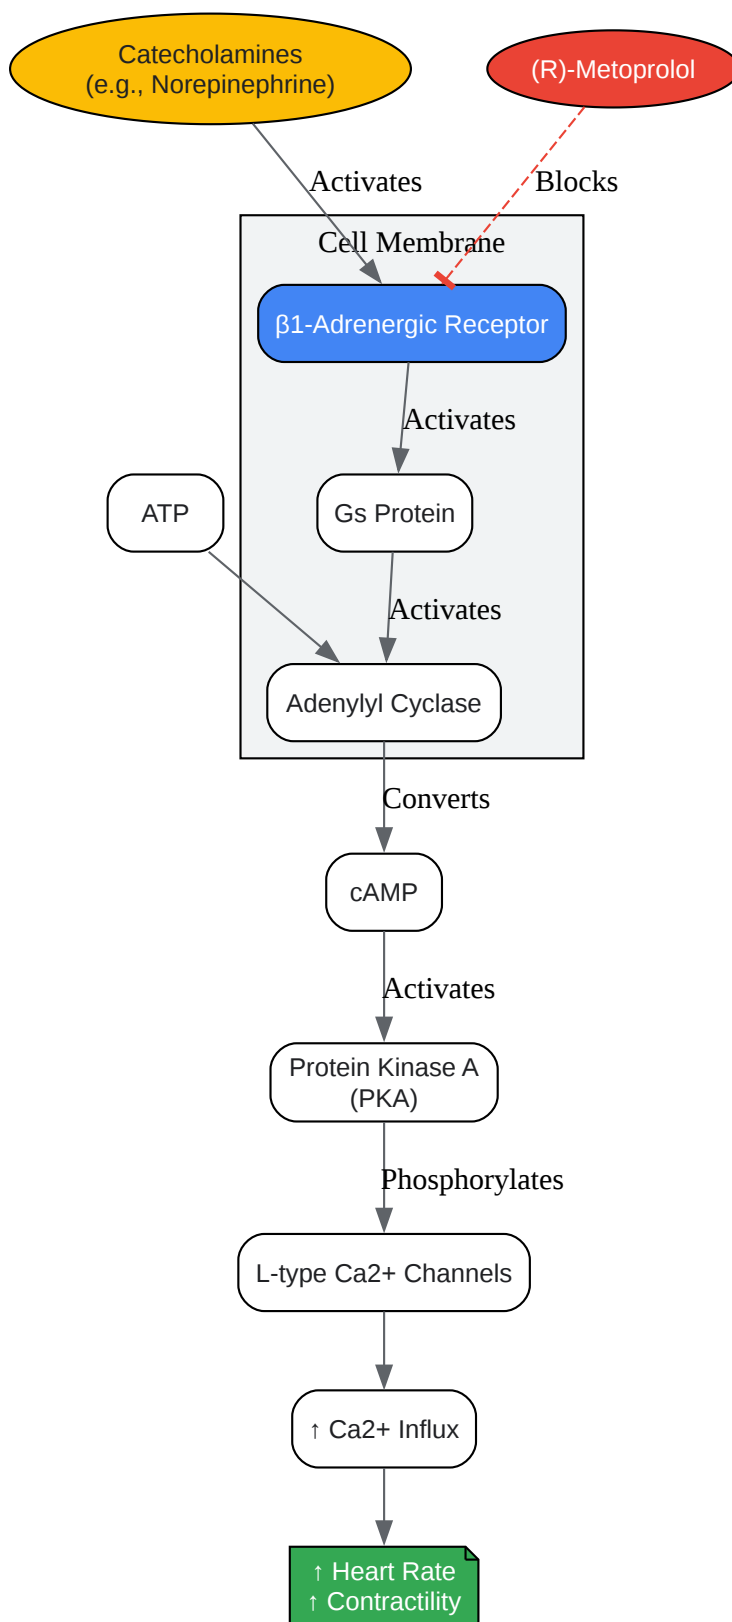 Catecholamines
(e.g., Norepinephrine)
(R)-Metoprolol
Activates
Blocks
Cell Membrane
β1-Adrenergic Receptor
Activates
ATP
Gs Protein
Activates
Adenylyl Cyclase
Converts
cAMP
Activates
Protein Kinase A
(PKA)
Phosphorylates
L-type Ca2+ Channels
↑ Ca2+ Influx
↑ Heart Rate
↑ Contractility